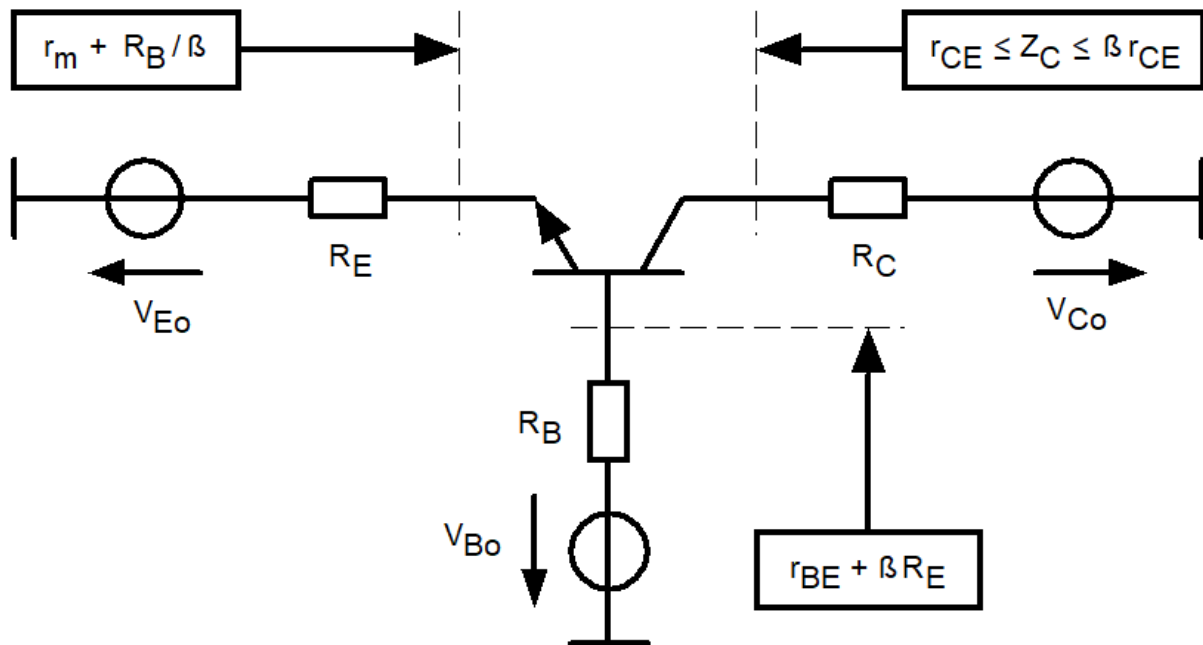 r_m + R_B / ß
r_CE ≤ Z_C ≤ ß r_CE
R_E
R_C
V_Eo
V_Co
R_B
V_Bo
r_BE + ß R_E